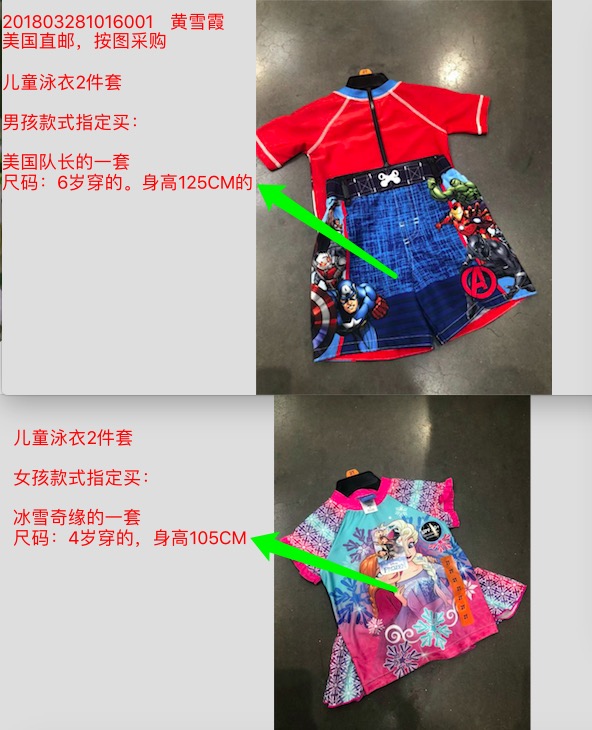 201803281016001 黄雪霞
美国直邮，按图采购
儿童泳衣2件套
男孩款式指定买：
美国队长的一套
尺码：6岁穿的。身高125CM的
儿童泳衣2件套
女孩款式指定买：
冰雪奇缘的一套
尺码：4岁穿的，身高105CM